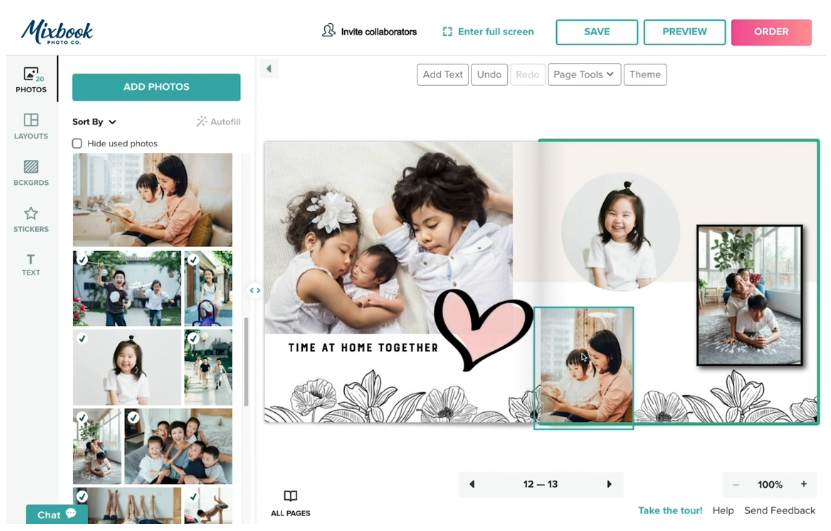 Mixbook
PHOTO CO.
Invite collaborators
Enter full screen
SAVE
PREVIEW
ORDER
20
PHOTOS
LAYOUTS
BCKGRDS
STICKERS
T
TEXT
ADD PHOTOS
Sort By
Autofill
Hide used photos
Add Text
Undo
Redo
Page Tools
Theme
TIME AT HOME TOGETHER
ALL PAGES
12 — 13
− 100% +
Chat
Take the tour!
Help
Send Feedback